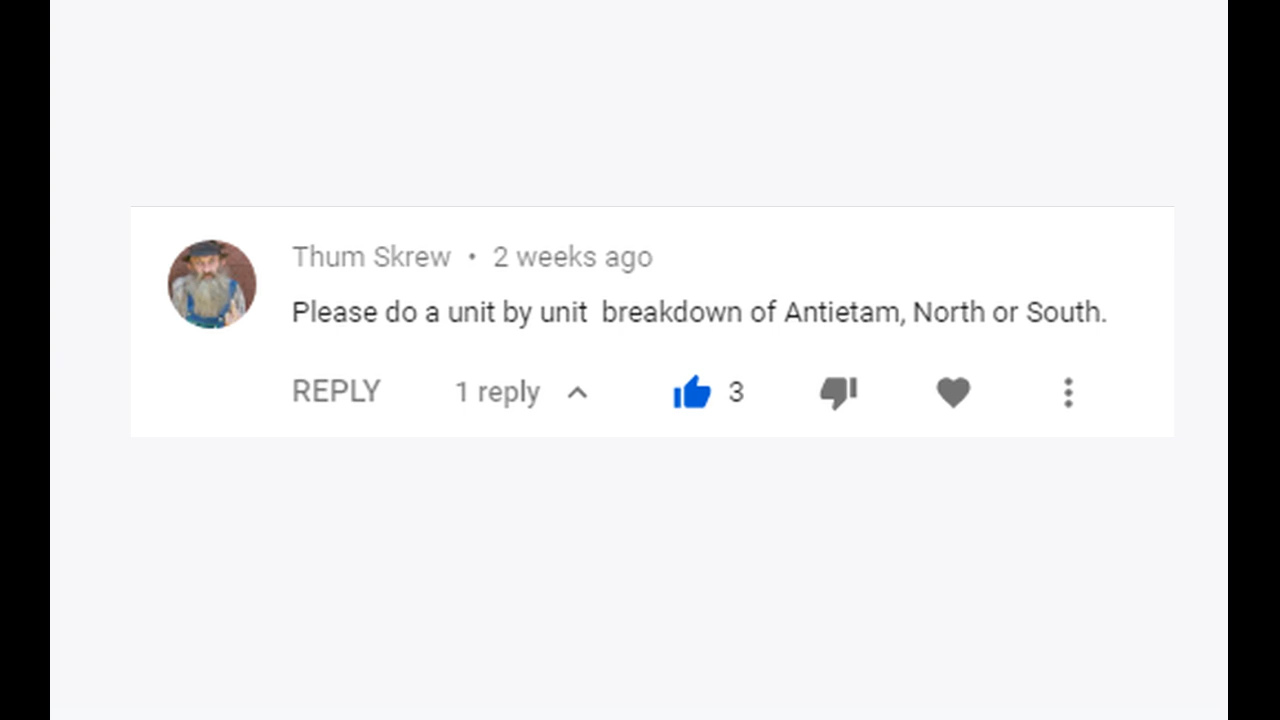 Thum Skrew • 2 weeks ago
Please do a unit by unit  breakdown of Antietam, North or South.
REPLY 1 reply 3